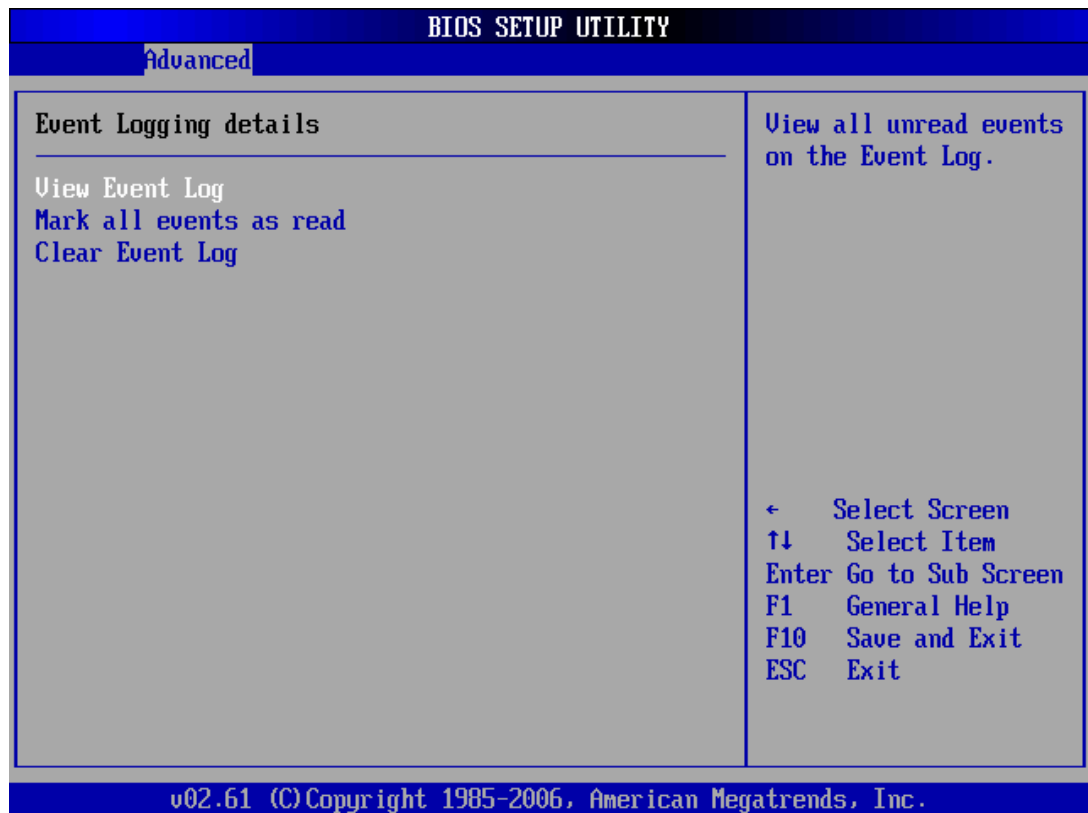 BIOS SETUP UTILITY
Advanced
Event Logging details
View Event Log
Mark all events as read
Clear Event Log
View all unread events
on the Event Log.
← Select Screen
↑↓ Select Item
Enter Go to Sub Screen
F1 General Help
F10 Save and Exit
ESC Exit
v02.61 (C)Copyright 1985-2006, American Megatrends, Inc.